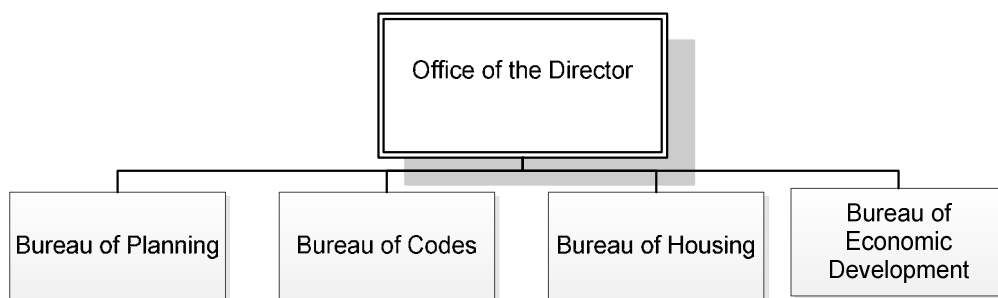 Office of the Director
Bureau of Planning
Bureau of Codes
Bureau of Housing
Bureau of
Economic
Development